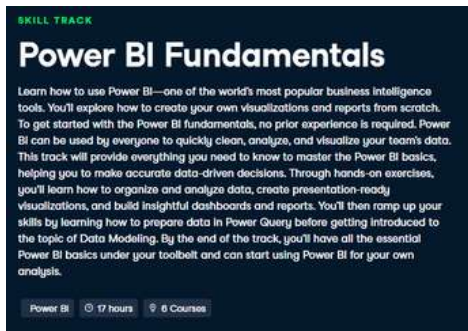 SKILL TRACK
Power BI Fundamentals
Learn how to use Power BI—one of the world's most popular business intelligence
tools. You'll explore how to create your own visualizations and reports from scratch.
To get started with the Power BI fundamentals, no prior experience is required. Power
BI can be used by everyone to quickly clean, analyze, and visualize your team's data.
This track will provide everything you need to know to master the Power BI basics,
helping you to make accurate data-driven decisions. Through hands-on exercises,
you'll learn how to organize and analyze data, create presentation-ready
visualizations, and build insightful dashboards and reports. You'll then ramp up your
skills by learning how to prepare data in Power Query before getting introduced to
the topic of Data Modeling. By the end of the track, you'll have all the essential
Power BI basics under your toolbelt and can start using Power BI for your own
analysis.
Power BI 17 hours 6 Courses